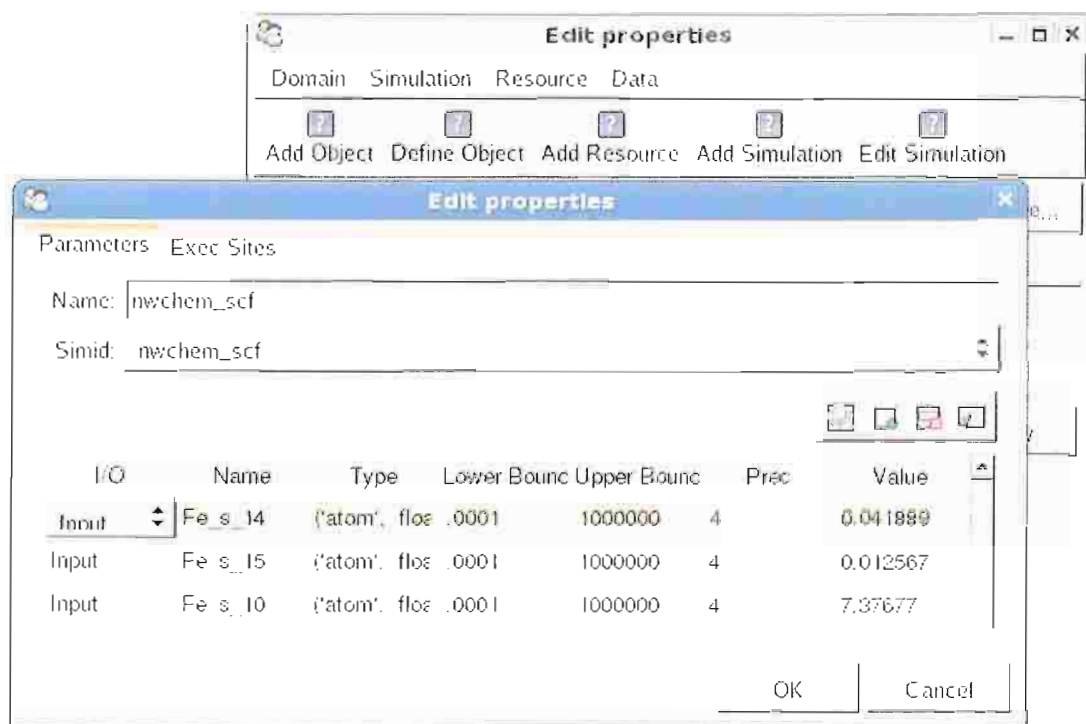 Edit properties
Domain Simulation Resource Data
Add Object Define Object Add Resource Add Simulation Edit Simulation
Edit properties
e...
Parameters Exec Sites
Name: nwchem_scf
Simid: nwchem_scf
I/O Name Type Lower Bounc Upper Bounc Prec Value
Input Fe_s_14 ('atom', floa .0001 1000000 4 0.041889
Input Fe_s_15 ('atom', floa .0001 1000000 4 0.012567
Input Fe_s_10 ('atom', floa .0001 1000000 4 7.37677
OK Cancel